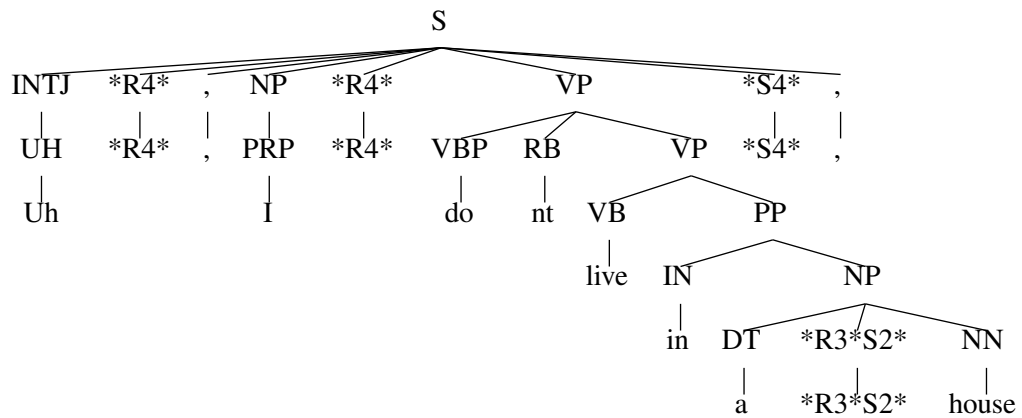 S
INTJ *R4* , NP *R4* VP *S4* ,
UH *R4* , PRP *R4* VBP RB VP *S4* ,
Uh I do nt VB PP
live IN NP
in DT *R3*S2* NN
a *R3*S2* house